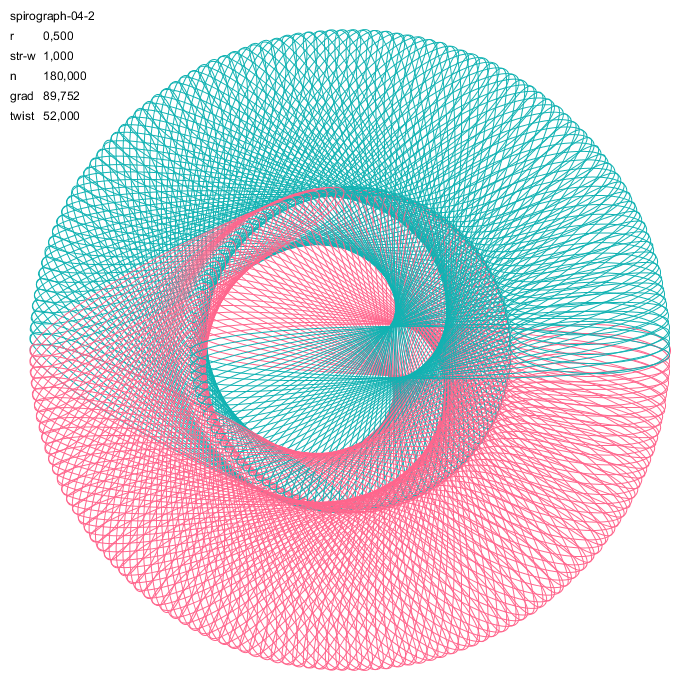 spirograph-04-2
r 0,500
str-w 1,000
n 180,000
grad 89,752
twist 52,000